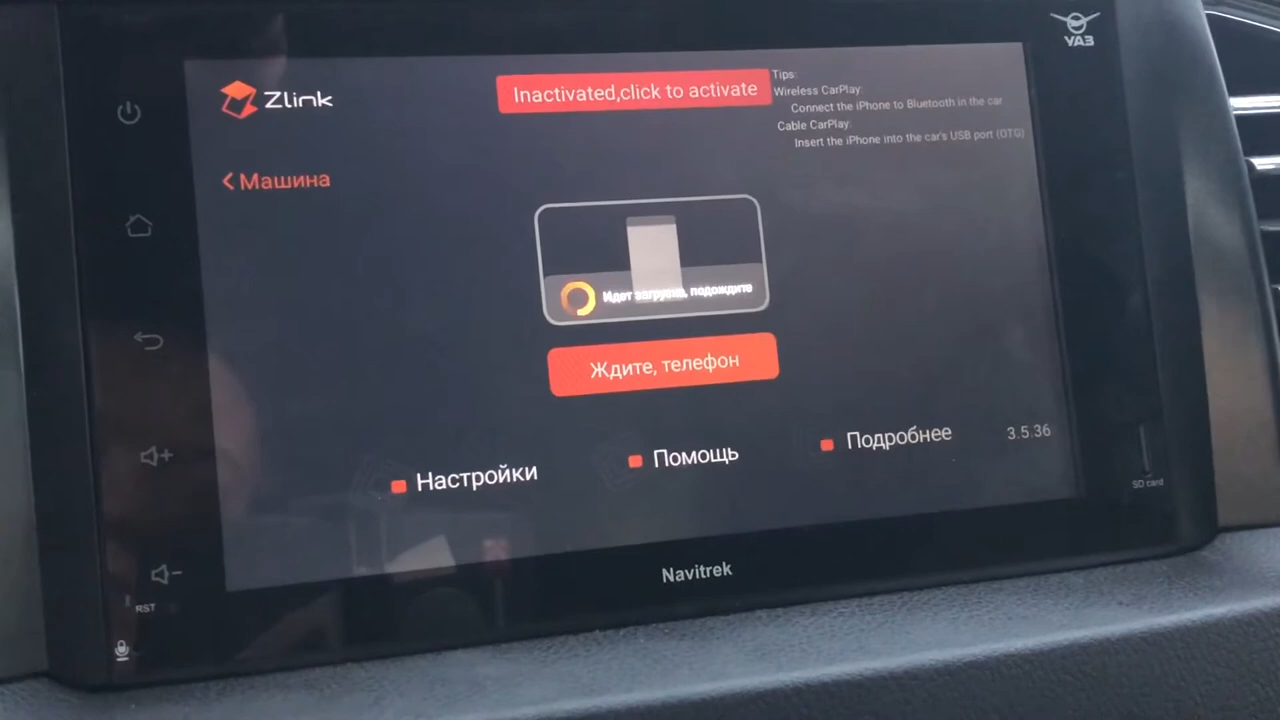 УАЗ
Zlink
Inactivated,click to activate
Tips:
Wireless CarPlay:
Connect the iPhone to Bluetooth in the car
Cable CarPlay:
Insert the iPhone into the car's USB port (OTG)
Машина
Идет загрузка, подождите
Ждите, телефон
Настройки
Помощь
Подробнее
3.5.36
SD card
Navitrek
RST